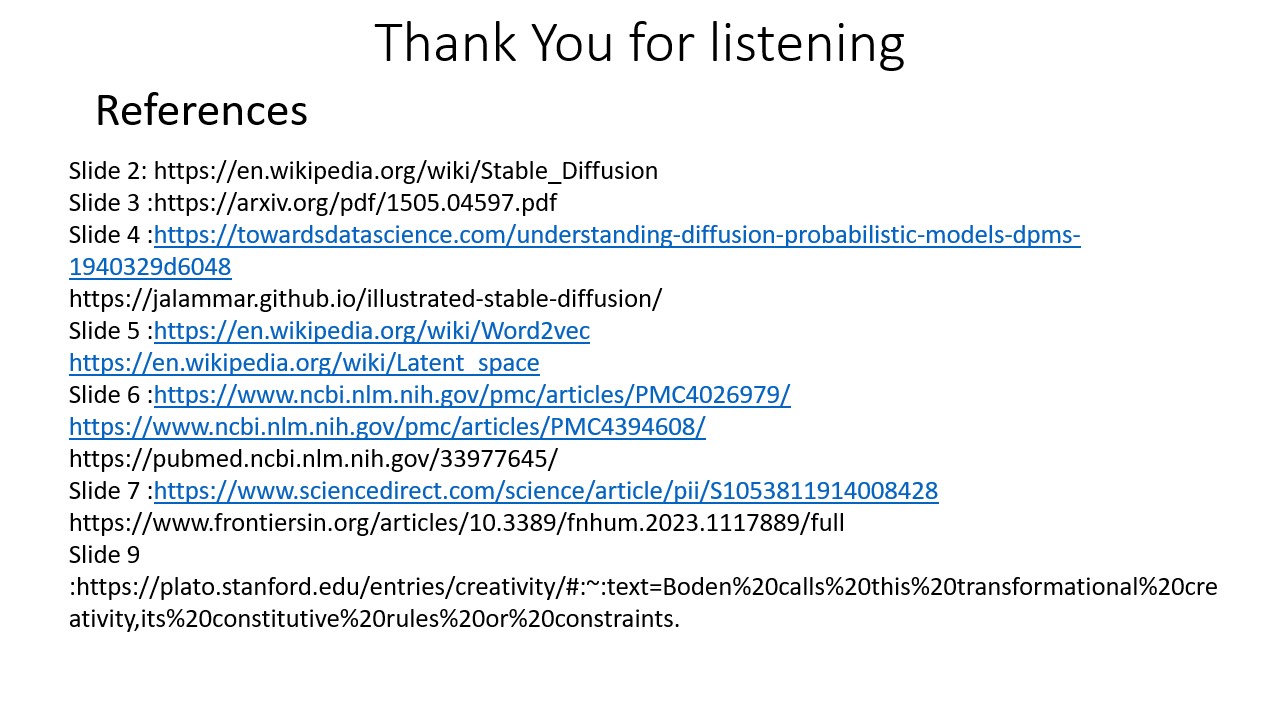 Thank You for listening
References
Slide 2: https://en.wikipedia.org/wiki/Stable_Diffusion
Slide 3 :https://arxiv.org/pdf/1505.04597.pdf
Slide 4 :https://towardsdatascience.com/understanding-diffusion-probabilistic-models-dpms-
1940329d6048
https://jalammar.github.io/illustrated-stable-diffusion/
Slide 5 :https://en.wikipedia.org/wiki/Word2vec
https://en.wikipedia.org/wiki/Latent_space
Slide 6 :https://www.ncbi.nlm.nih.gov/pmc/articles/PMC4026979/
https://www.ncbi.nlm.nih.gov/pmc/articles/PMC4394608/
https://pubmed.ncbi.nlm.nih.gov/33977645/
Slide 7 :https://www.sciencedirect.com/science/article/pii/S1053811914008428
https://www.frontiersin.org/articles/10.3389/fnhum.2023.1117889/full
Slide 9
:https://plato.stanford.edu/entries/creativity/#:~:text=Boden%20calls%20this%20transformational%20cre
ativity,its%20constitutive%20rules%20or%20constraints.